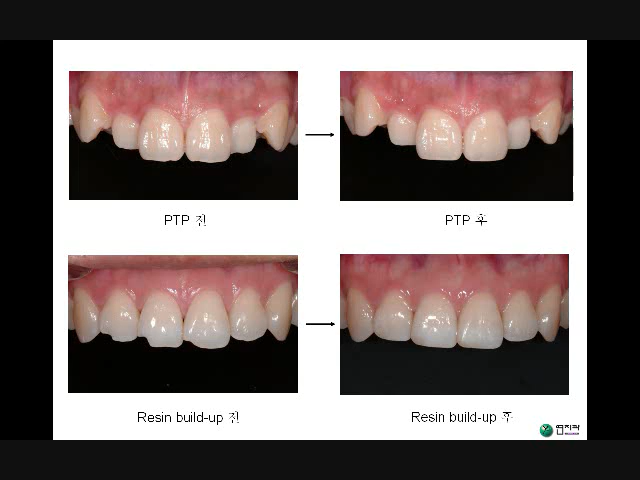 PTP 전
PTP 후
Resin build-up 전
Resin build-up 후